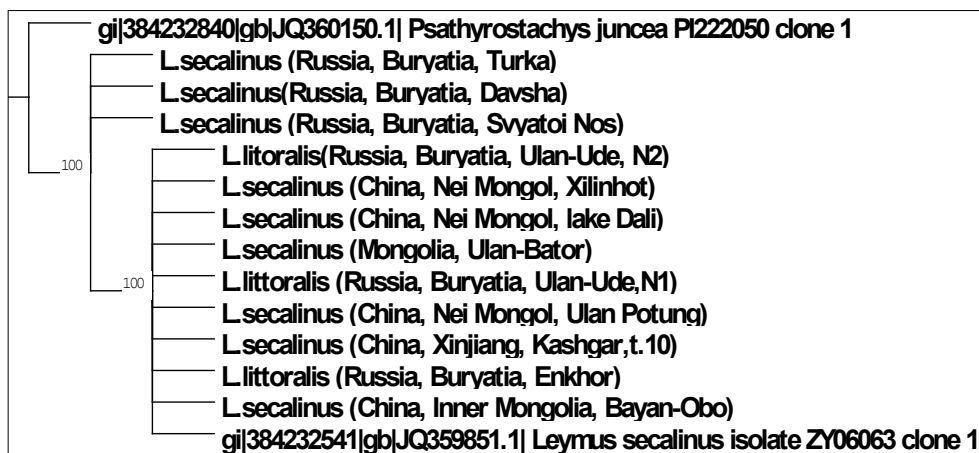 gi|384232840|gb|JQ360150.1| Psathyrostachys juncea PI222050 clone 1
L.secalinus (Russia, Buryatia, Turka)
L.secalinus(Russia, Buryatia, Davsha)
L.secalinus (Russia, Buryatia, Svyatoi Nos)
L.litoralis(Russia, Buryatia, Ulan-Ude, N2)
100
L.secalinus (China, Nei Mongol, Xilinhot)
L.secalinus (China, Nei Mongol, lake Dali)
L.secalinus (Mongolia, Ulan-Bator)
L.littoralis (Russia, Buryatia, Ulan-Ude,N1)
100
L.secalinus (China, Nei Mongol, Ulan Potung)
L.secalinus (China, Xinjiang, Kashgar,t.10)
L.littoralis (Russia, Buryatia, Enkhor)
L.secalinus (China, Inner Mongolia, Bayan-Obo)
gi|384232541|gb|JQ359851.1| Leymus secalinus isolate ZY06063 clone 1